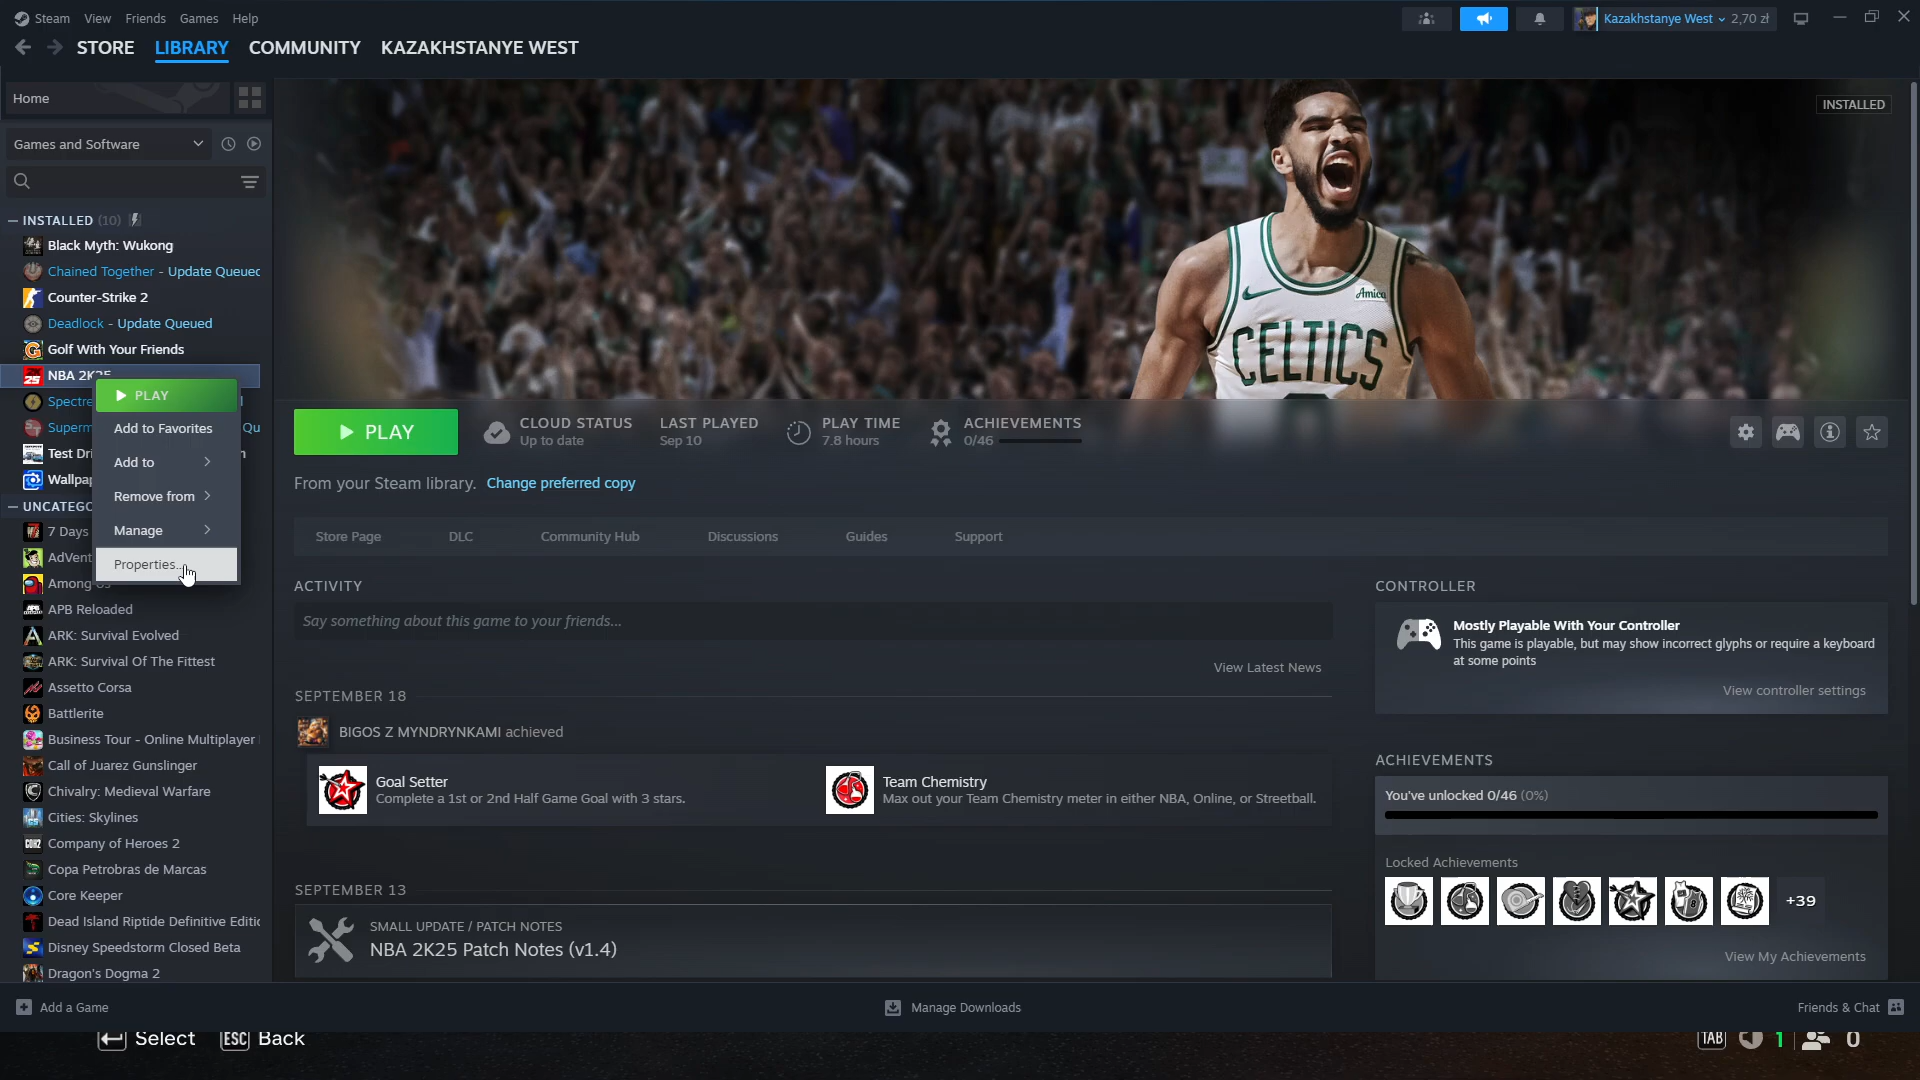 Steam View Friends Games Help
Kazakhstanye West 2,70 zł
STORE LIBRARY COMMUNITY KAZAKHSTANYE WEST
Home
INSTALLED
Games and Software
INSTALLED (10)
Black Myth: Wukong
Chained Together - Update Queued
Counter-Strike 2
Deadlock - Update Queued
Golf With Your Friends
NBA 2K25
PLAY
Add to Favorites
Add to
Remove from
Manage
Properties...
Spectre
Superm
Qu
Test Dri
n
Wallpap
UNCATEGO
7 Days
AdVent
Among Us
APB Reloaded
ARK: Survival Evolved
ARK: Survival Of The Fittest
Assetto Corsa
Battlerite
Business Tour - Online Multiplayer
Call of Juarez Gunslinger
Chivalry: Medieval Warfare
Cities: Skylines
Company of Heroes 2
Copa Petrobras de Marcas
Core Keeper
Dead Island Riptide Definitive Editic
Disney Speedstorm Closed Beta
Dragon's Dogma 2
Amica
CELTICS
PLAY
CLOUD STATUS
Up to date
LAST PLAYED
Sep 10
PLAY TIME
7.8 hours
ACHIEVEMENTS
0/46
From your Steam library. Change preferred copy
Store Page DLC Community Hub Discussions Guides Support
ACTIVITY
Say something about this game to your friends...
View Latest News
SEPTEMBER 18
BIGOS Z MYNDRYNKAMI achieved
Goal Setter
Complete a 1st or 2nd Half Game Goal with 3 stars.
Team Chemistry
Max out your Team Chemistry meter in either NBA, Online, or Streetball.
SEPTEMBER 13
SMALL UPDATE / PATCH NOTES
NBA 2K25 Patch Notes (v1.4)
CONTROLLER
Mostly Playable With Your Controller
This game is playable, but may show incorrect glyphs or require a keyboard
at some points
View controller settings
ACHIEVEMENTS
You've unlocked 0/46 (0%)
Locked Achievements
+39
View My Achievements
Add a Game
Manage Downloads
Friends & Chat
Select ESC Back
TAB 1 0